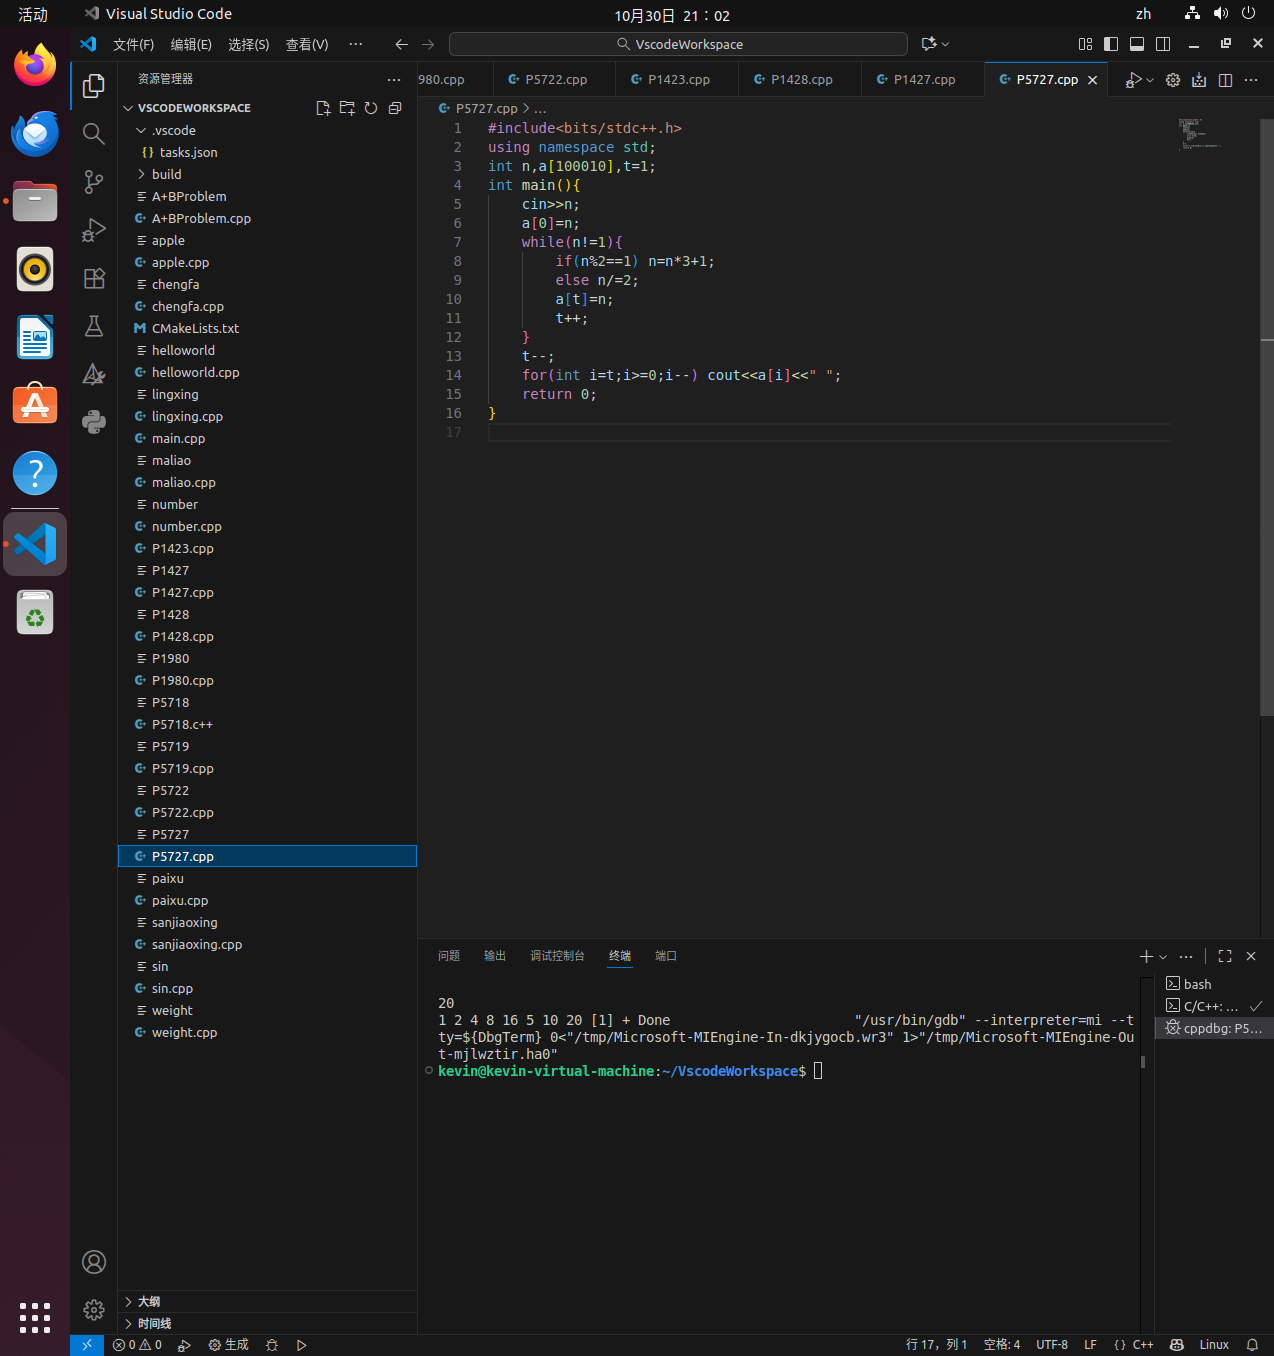 活动
Visual Studio Code
10月30日 21：02
zh
文件(F) 编辑(E) 选择(S) 查看(V) ···
VscodeWorkspace
资源管理器
980.cpp P5722.cpp P1423.cpp P1428.cpp P1427.cpp P5727.cpp
VSCODEWORKSPACE
P5727.cpp > ...
.vscode
tasks.json
build
A+BProblem
A+BProblem.cpp
apple
apple.cpp
chengfa
chengfa.cpp
CMakeLists.txt
helloworld
helloworld.cpp
lingxing
lingxing.cpp
main.cpp
maliao
maliao.cpp
number
number.cpp
P1423.cpp
P1427
P1427.cpp
P1428
P1428.cpp
P1980
P1980.cpp
P5718
P5718.c++
P5719
P5719.cpp
P5722
P5722.cpp
P5727
P5727.cpp
paixu
paixu.cpp
sanjiaoxing
sanjiaoxing.cpp
sin
sin.cpp
weight
weight.cpp
大纲
时间线
1 #include<bits/stdc++.h>
2 using namespace std;
3 int n,a[100010],t=1;
4 int main(){
5     cin>>n;
6     a[0]=n;
7     while(n!=1){
8         if(n%2==1) n=n*3+1;
9         else n/=2;
10         a[t]=n;
11         t++;
12     }
13     t--;
14     for(int i=t;i>=0;i--) cout<<a[i]<<" ";
15     return 0;
16 }
17
问题 输出 调试控制台 终端 端口
20
1 2 4 8 16 5 10 20 [1] + Done                       "/usr/bin/gdb" --interpreter=mi --t
ty=${DbgTerm} 0<"/tmp/Microsoft-MIEngine-In-dkjygocb.wr3" 1>"/tmp/Microsoft-MIEngine-Ou
t-mjlwztir.ha0"
kevin@kevin-virtual-machine:~/VscodeWorkspace$
bash
C/C++: ...
cppdbg: P5...
0 0 生成 行 17，列 1 空格: 4 UTF-8 LF {} C++ Linux